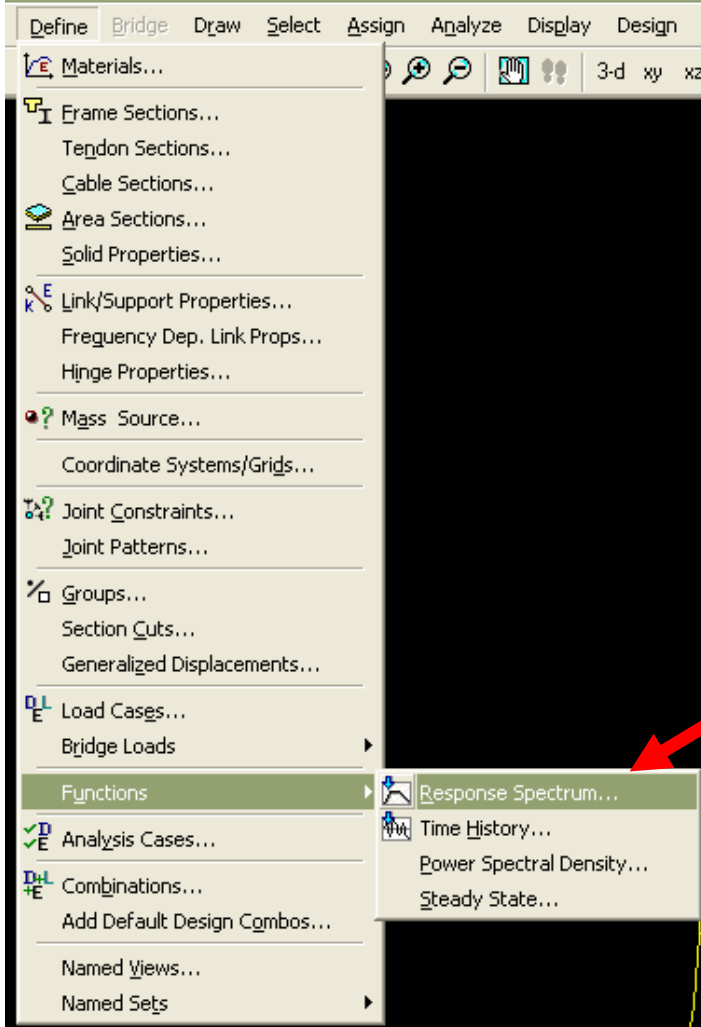 Define Bridge Draw Select Assign Analyze Display Design
3-d xy xz
E Materials...
Frame Sections...
Tendon Sections...
Cable Sections...
Area Sections...
Solid Properties...
E K Link/Support Properties...
Frequency Dep. Link Props...
Hinge Properties...
? Mass Source...
Coordinate Systems/Grids...
Joint Constraints...
Joint Patterns...
Groups...
Section Cuts...
Generalized Displacements...
D L E Load Cases...
Bridge Loads
Functions
Response Spectrum...
Time History...
Power Spectral Density...
Steady State...
D E Analysis Cases...
D+L +E Combinations...
Add Default Design Combos...
Named Views...
Named Sets